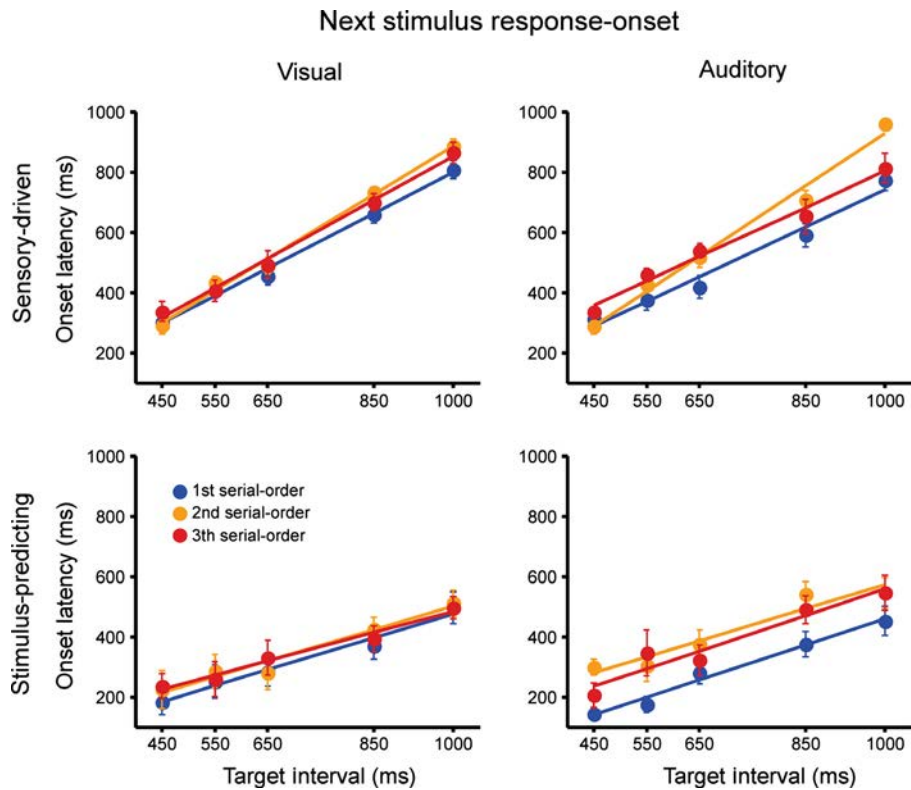 Next stimulus response-onset
Visual
Auditory
Sensory-driven
Onset latency (ms)
1000
800
600
400
200
450 550 650 850 1000
1000
800
600
400
200
450 550 650 850 1000
Stimulus-predicting
Onset latency (ms)
1000
800
600
400
200
1st serial-order
2nd serial-order
3th serial-order
450 550 650 850 1000
Target interval (ms)
1000
800
600
400
200
450 550 650 850 1000
Target interval (ms)